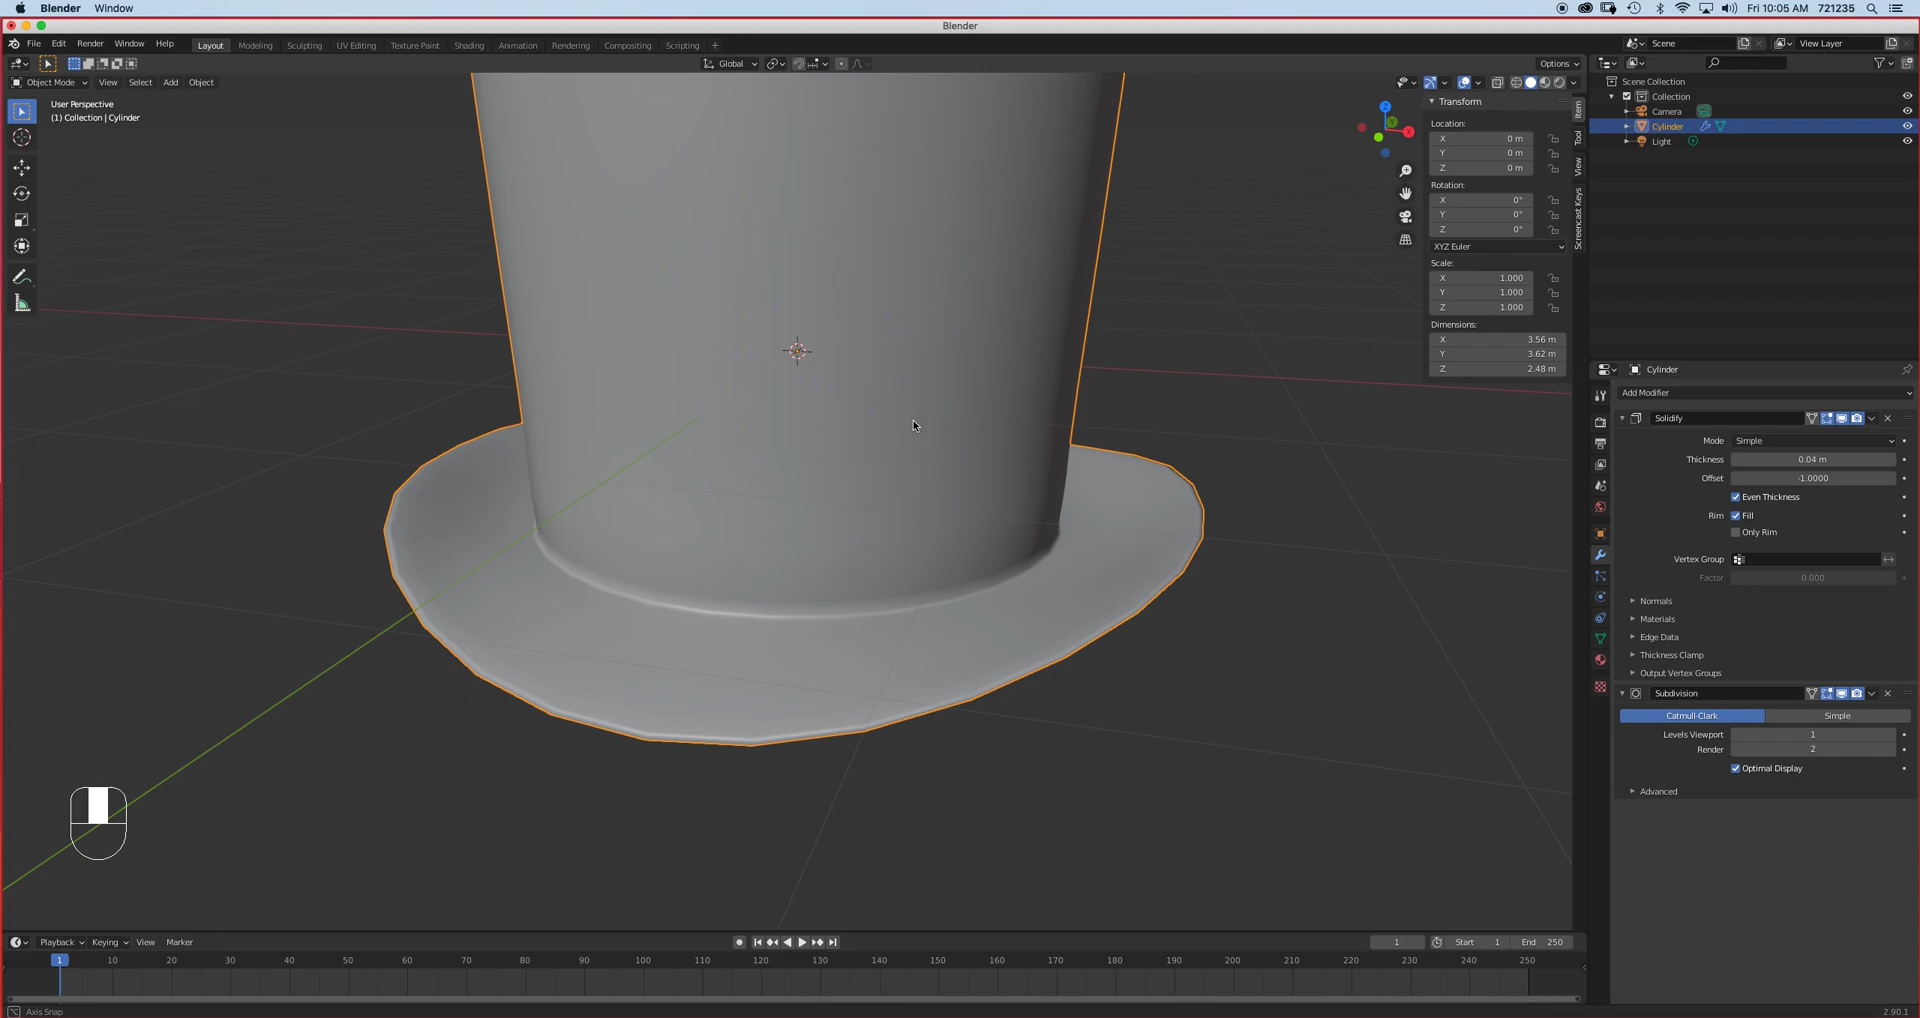 Blender Window Fri 10:05 AM 721235
Blender
File Edit Render Window Help Layout Modeling Sculpting UV Editing Texture Paint Shading Animation Rendering Compositing Scripting + Scene View Layer
Global Options
Object Mode View Select Add Object
User Perspective
(1) Collection | Cylinder
Z
Y
X
Transform
Location:
X 0 m
Y 0 m
Z 0 m
Rotation:
X 0°
Y 0°
Z 0°
XYZ Euler
Scale:
X 1.000
Y 1.000
Z 1.000
Dimensions:
X 3.56 m
Y 3.62 m
Z 2.48 m
Item
Tool
View
Screencast Keys
Scene Collection
Collection
Camera
Cylinder
Light
Cylinder
Add Modifier
Solidify
Mode Simple
Thickness 0.04 m
Offset -1.0000
Even Thickness
Rim Fill
Only Rim
Vertex Group
Factor 0.000
Normals
Materials
Edge Data
Thickness Clamp
Output Vertex Groups
Subdivision
Catmull-Clark Simple
Levels Viewport 1
Render 2
Optimal Display
Advanced
Playback Keying View Marker 1 Start 1 End 250
1 10 20 30 40 50 60 70 80 90 100 110 120 130 140 150 160 170 180 190 200 210 220 230 240 250
Axis Snap 2.90.1